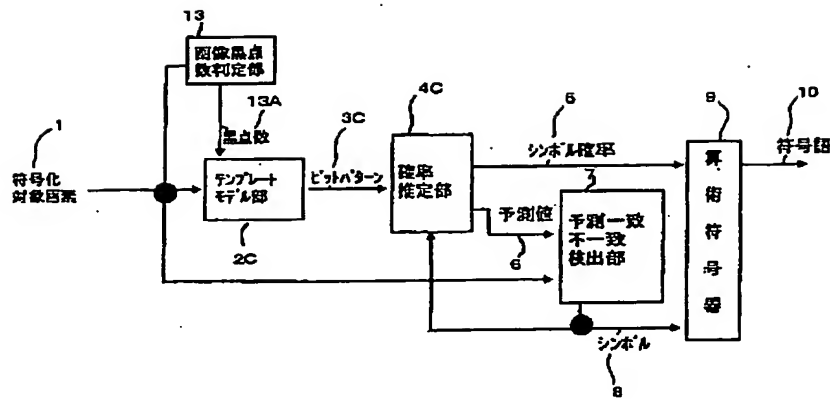 13
画像黒点
数判定部
13A
黒点数
1
符号化
対象画素
テンプレート
モデル部
2C
3C
ビットパターン
4C
確率
推定部
5
シンボル確率
予測値
6
7
予測一致
不一致
検出部
シンボル
8
9
算術符号器
10
符号語